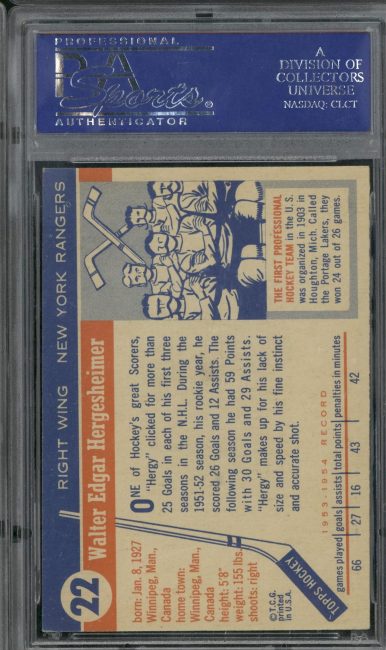 PROFESSIONAL
PSA
Sports
AUTHENTICATOR
A
DIVISION OF
COLLECTORS
UNIVERSE
NASDAQ: CLCT
RIGHT WING NEW YORK RANGERS
22
Walter Edgar Hergesheimer
born: Jan. 8, 1927
Winnipeg, Man.,
Canada
home town:
Winnipeg, Man.,
Canada
height: 5'8"
weight: 155 lbs.
shoots: right
© T.C.G.
printed
in U.S.A.
TOPPS HOCKEY
ONE of Hockey's great Scorers,
"Hergy" clicked for more than
25 Goals in each of his first three
seasons in the N.H.L. During the
1951-52 season, his rookie year, he
scored 26 Goals and 12 Assists. The
following season he had 59 Points
with 30 Goals and 29 Assists.
"Hergy" makes up for his lack of
size and speed by his fine instinct
and accurate shot.
THE FIRST PROFESSIONAL
HOCKEY TEAM in the U.S.
was organized in 1903 in
Houghton, Mich. Called
the Portage Lakers, they
won 24 out of 26 games.
1953-1954 RECORD
games played goals assists total points penalties in minutes
66 27 16 43 42